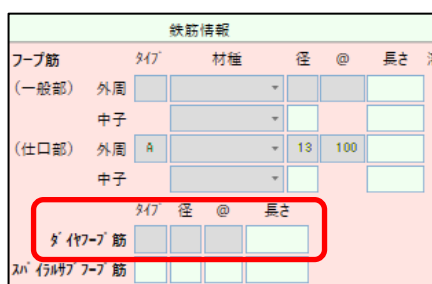 鉄筋情報
フープ筋 ﾀｲﾌﾟ 材種 径 @ 長さ
(一般部) 外周
中子
(仕口部) 外周 A 13 100
中子
ﾀｲﾌﾟ 径 @ 長さ
ﾀﾞｲﾔﾌｰﾌﾟ筋
ｽﾊﾟｲﾗﾙｻﾌﾞﾌｰﾌﾟ筋